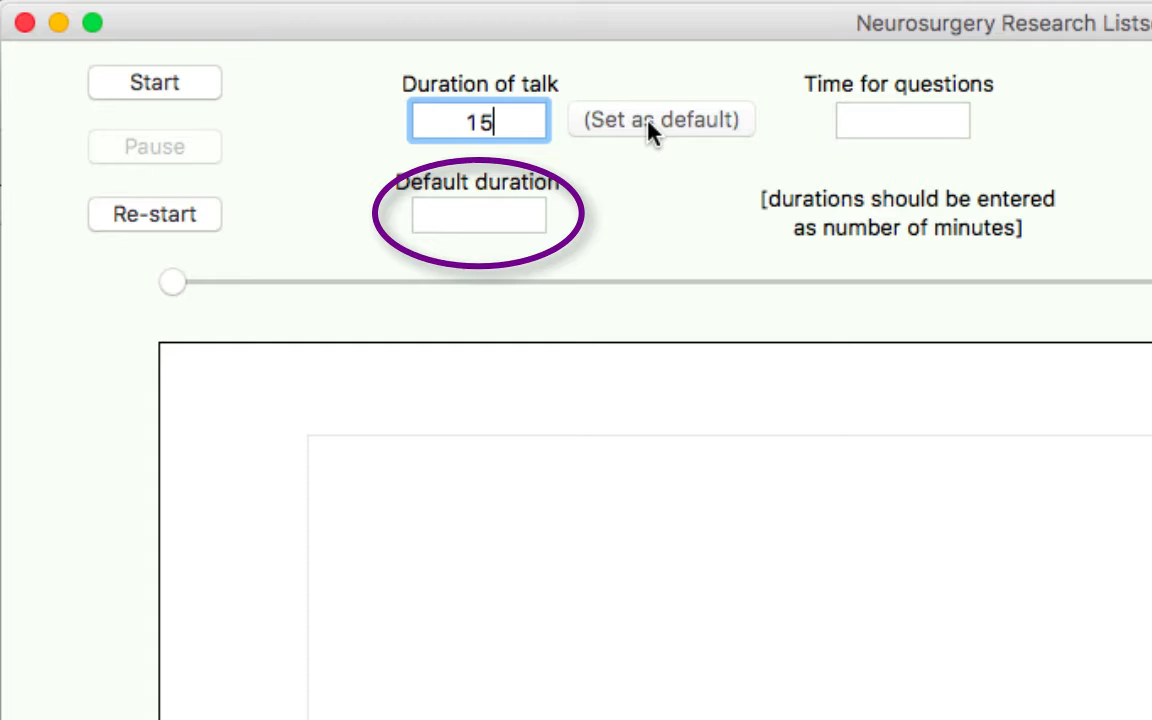 Neurosurgery Research Lists
Start
Duration of talk
Time for questions
15
(Set as default)
Pause
Default duration
Re-start
[durations should be entered
as number of minutes]